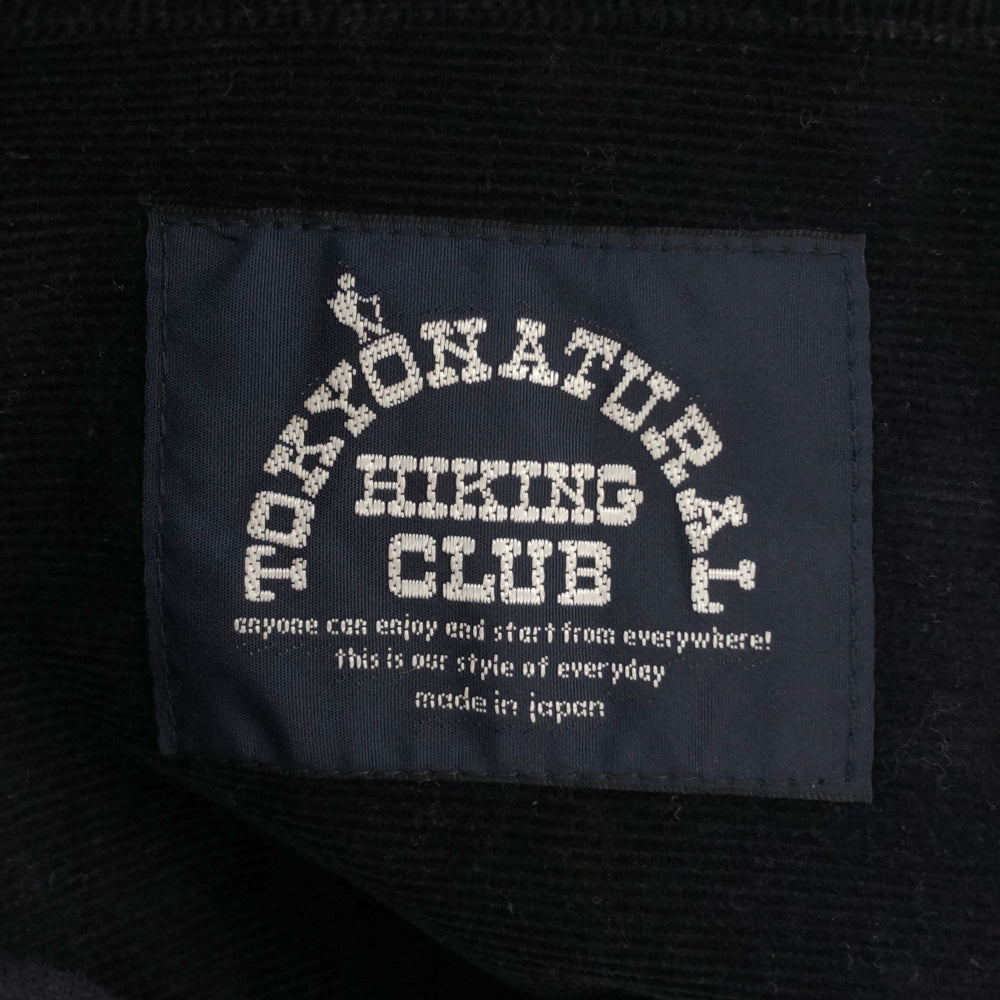 TOKYO NATURAL
HIKING
CLUB
anyone can enjoy and start from everywhere!
this is our style of everyday
made in japan